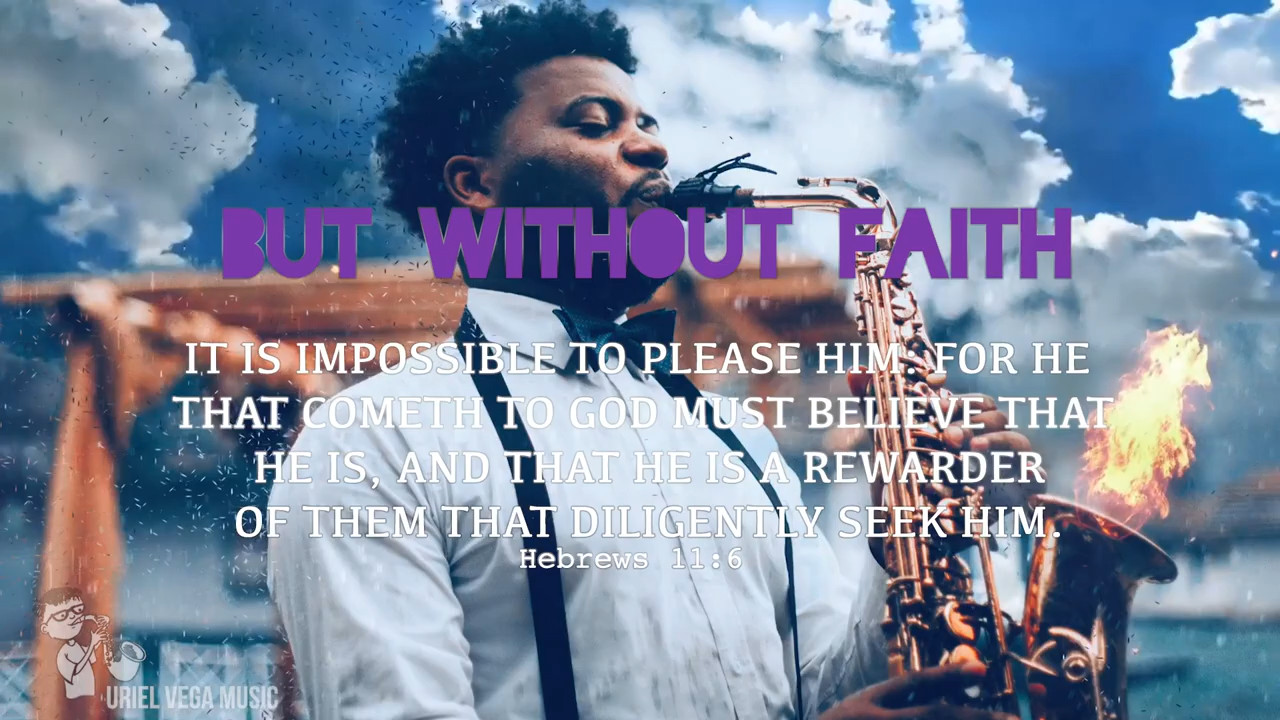 BUT WITHOUT FAITH
IT IS IMPOSSIBLE TO PLEASE HIM: FOR HE
THAT COMETH TO GOD MUST BELIEVE THAT
HE IS, AND THAT HE IS A REWARDER
OF THEM THAT DILIGENTLY SEEK HIM.
Hebrews 11:6
URIEL VEGA MUSIC